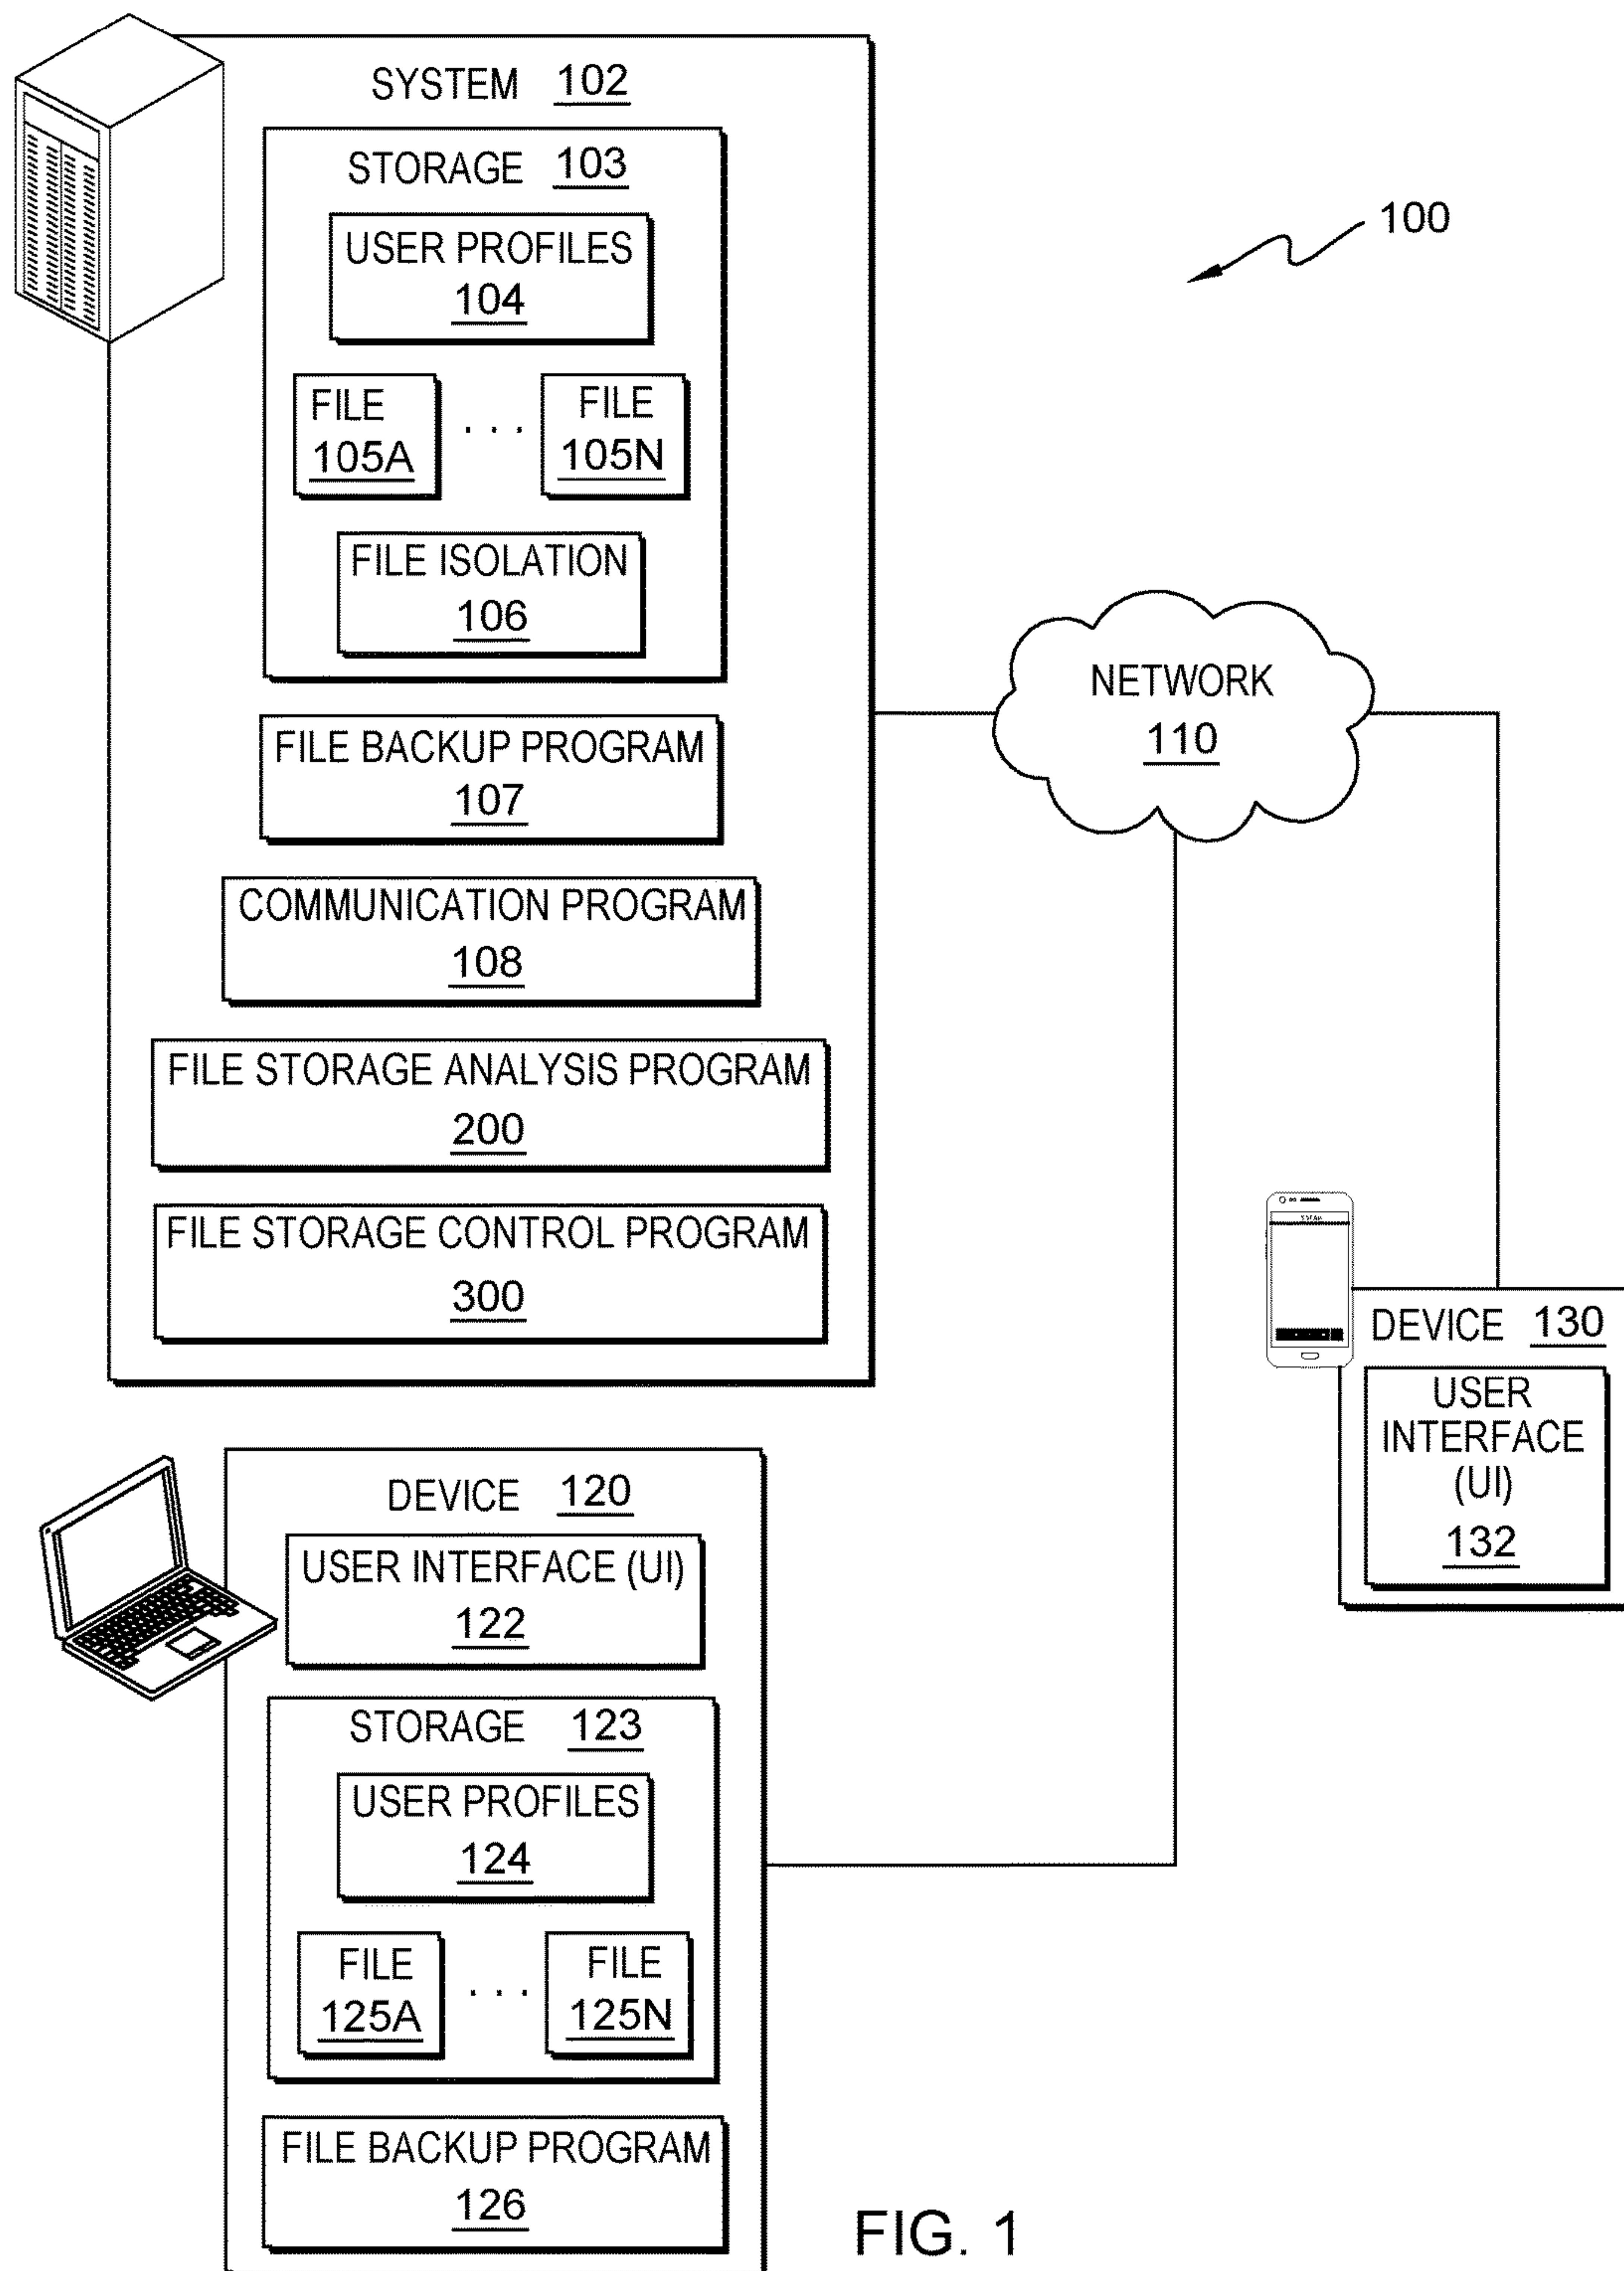 SYSTEM 102
STORAGE 103
USER PROFILES
104
FILE
105A
. . .
FILE
105N
FILE ISOLATION
106
FILE BACKUP PROGRAM
107
COMMUNICATION PROGRAM
108
FILE STORAGE ANALYSIS PROGRAM
200
FILE STORAGE CONTROL PROGRAM
300
100
NETWORK
110
DEVICE 130
USER
INTERFACE
(UI)
132
DEVICE 120
USER INTERFACE (UI)
122
STORAGE 123
USER PROFILES
124
FILE
125A
. . .
FILE
125N
FILE BACKUP PROGRAM
126
FIG. 1